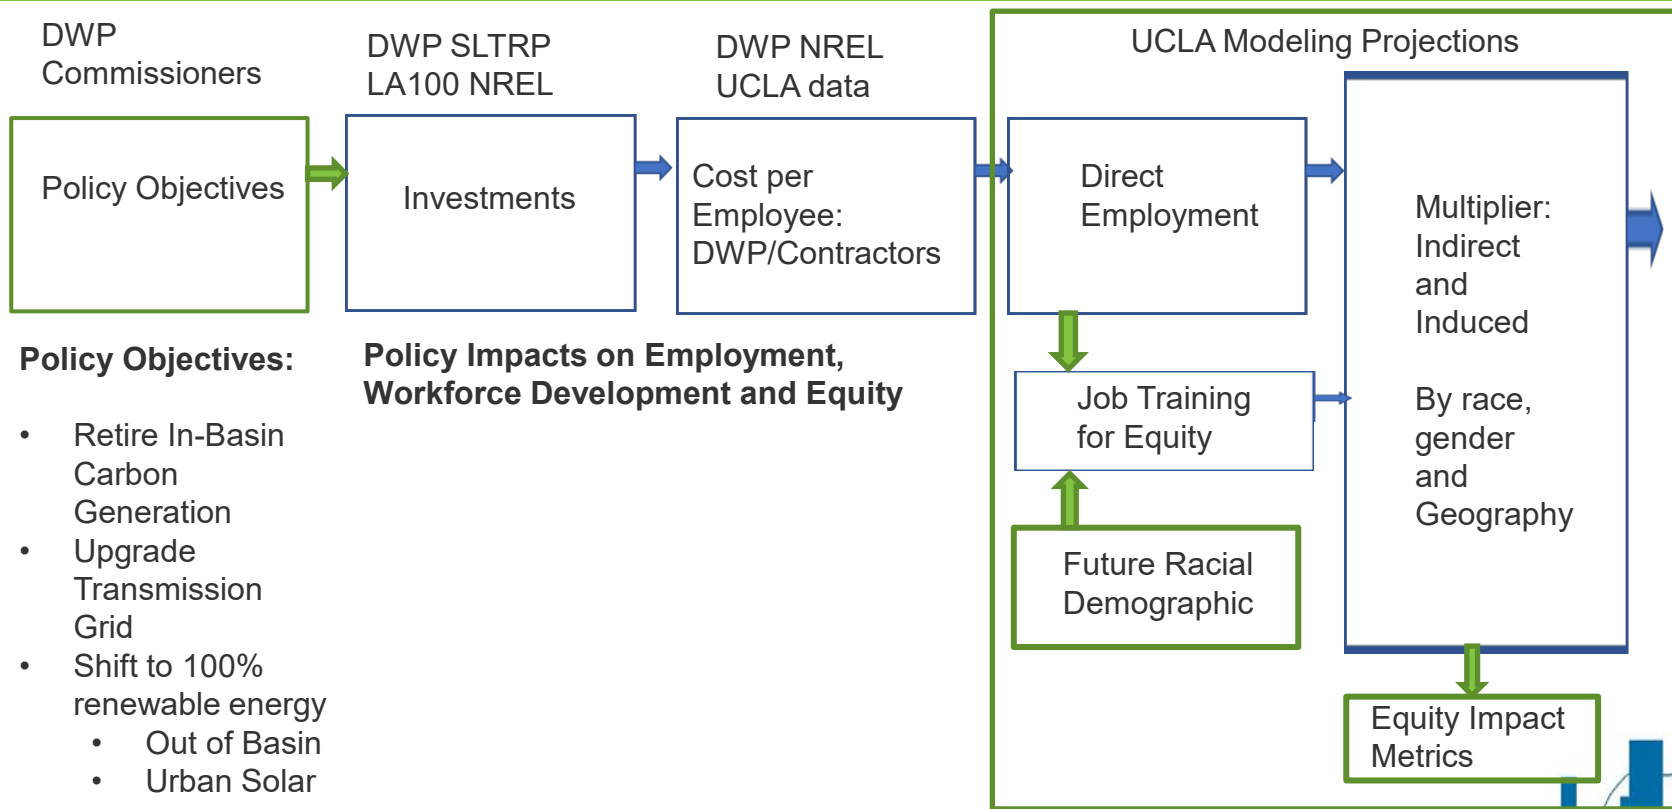 DWP
Commissioners
DWP SLTRP
LA100 NREL
DWP NREL
UCLA data
UCLA Modeling Projections
Policy Objectives
Investments
Cost per
Employee:
DWP/Contractors
Direct
Employment
Multiplier:
Indirect
and
Induced
By race,
gender
and
Geography
Job Training
for Equity
Future Racial
Demographic
Equity Impact
Metrics
Policy Objectives:
• Retire In-Basin
Carbon
Generation
• Upgrade
Transmission
Grid
• Shift to 100%
renewable energy
• Out of Basin
• Urban Solar
Policy Impacts on Employment,
Workforce Development and Equity